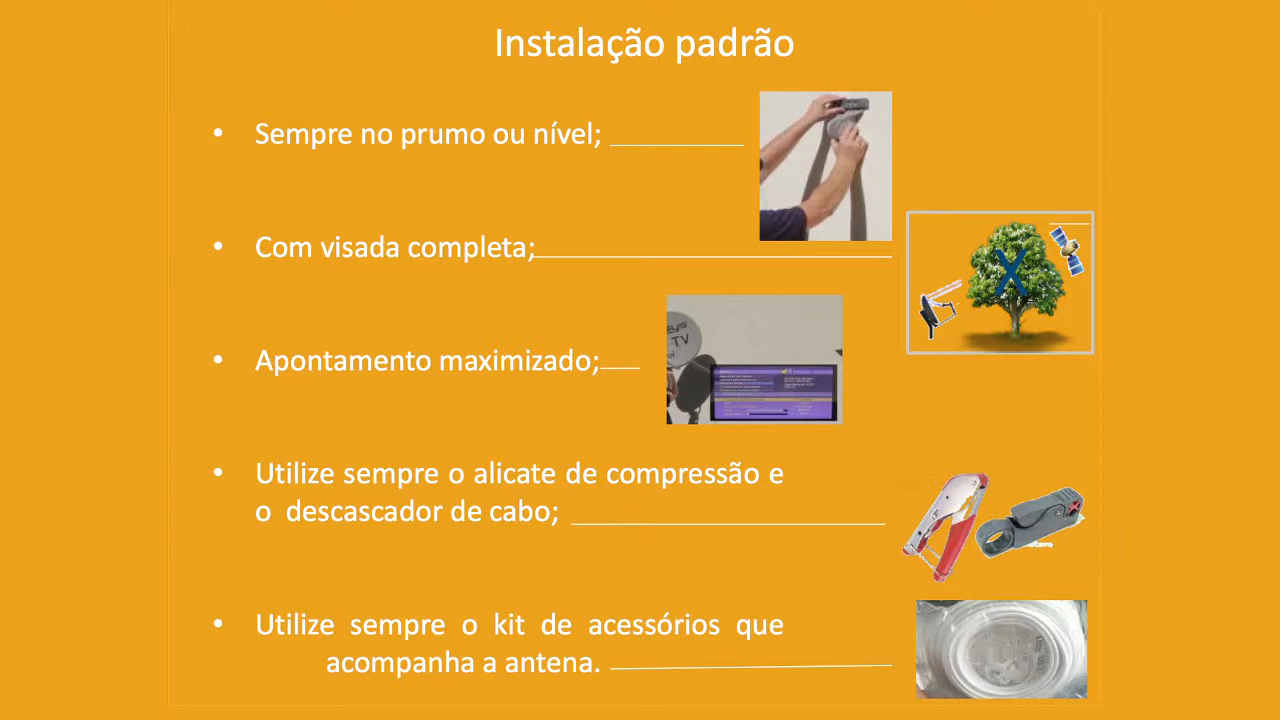 Instalação padrão
• Sempre no prumo ou nível;
• Com visada completa;
X
• Apontamento maximizado;
TV
• Utilize sempre o alicate de compressão e
o descascador de cabo;
• Utilize sempre o kit de acessórios que
acompanha a antena.